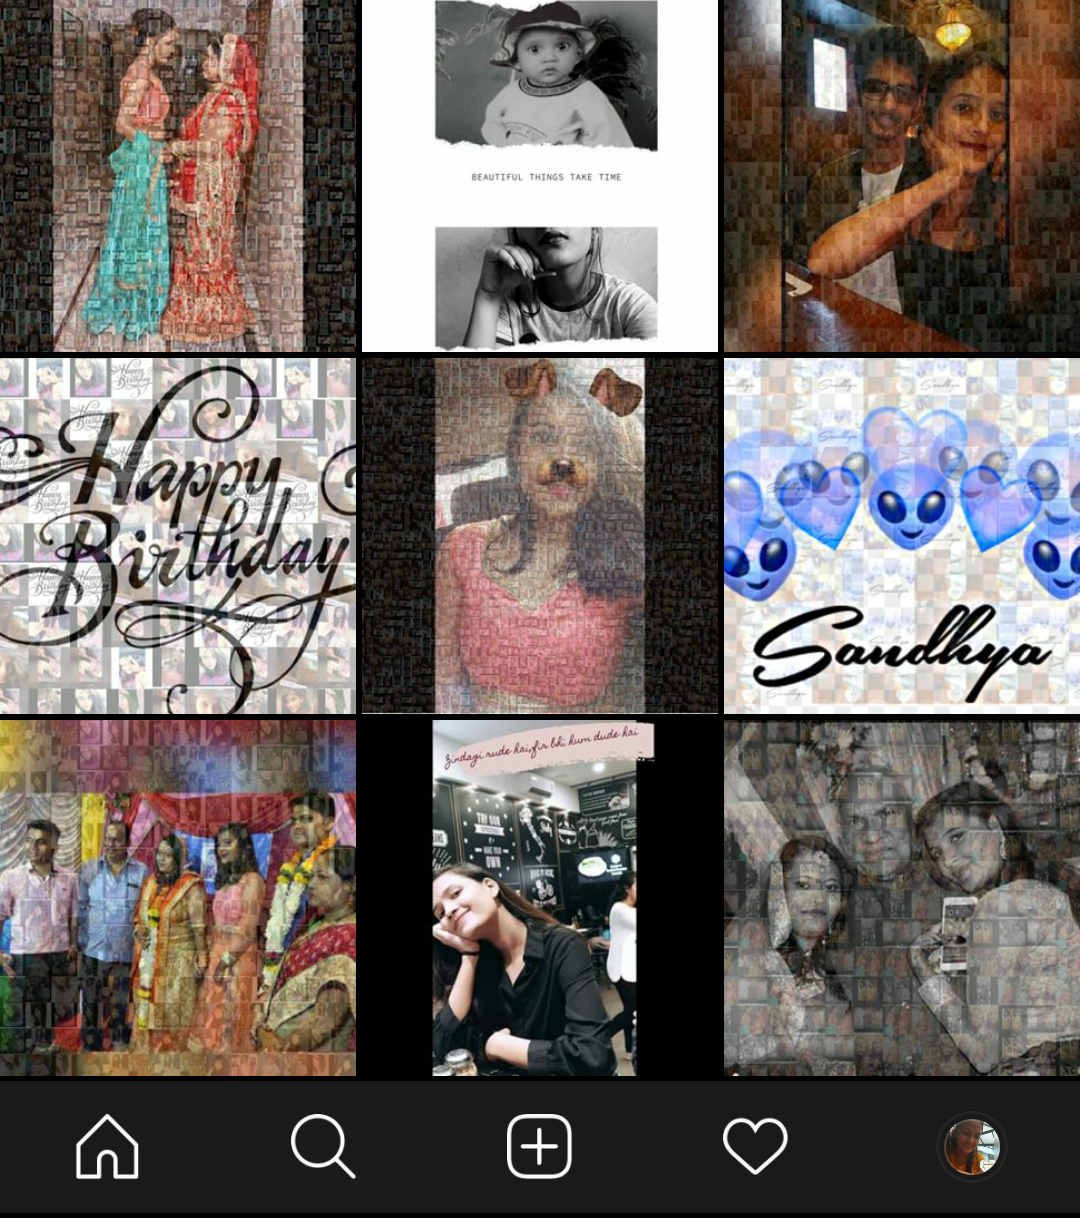 BEAUTIFUL THINGS TAKE TIME
Happy
Birthday
Sandhya
Zindagi rude hai,fir bhi hum dude hai
TRY OUR
MAKE YOUR
OWN